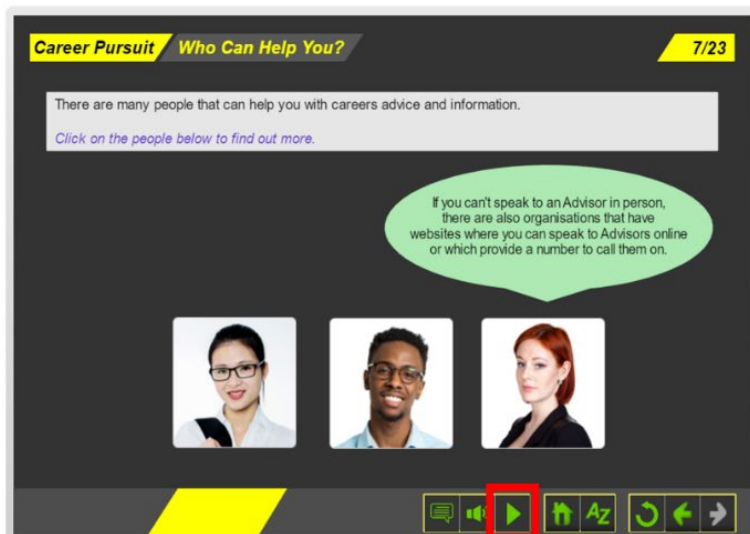 Career Pursuit Who Can Help You? 7/23
There are many people that can help you with careers advice and information.
Click on the people below to find out more.
If you can't speak to an Advisor in person,
there are also organisations that have
websites where you can speak to Advisors online
or which provide a number to call them on.
AZ